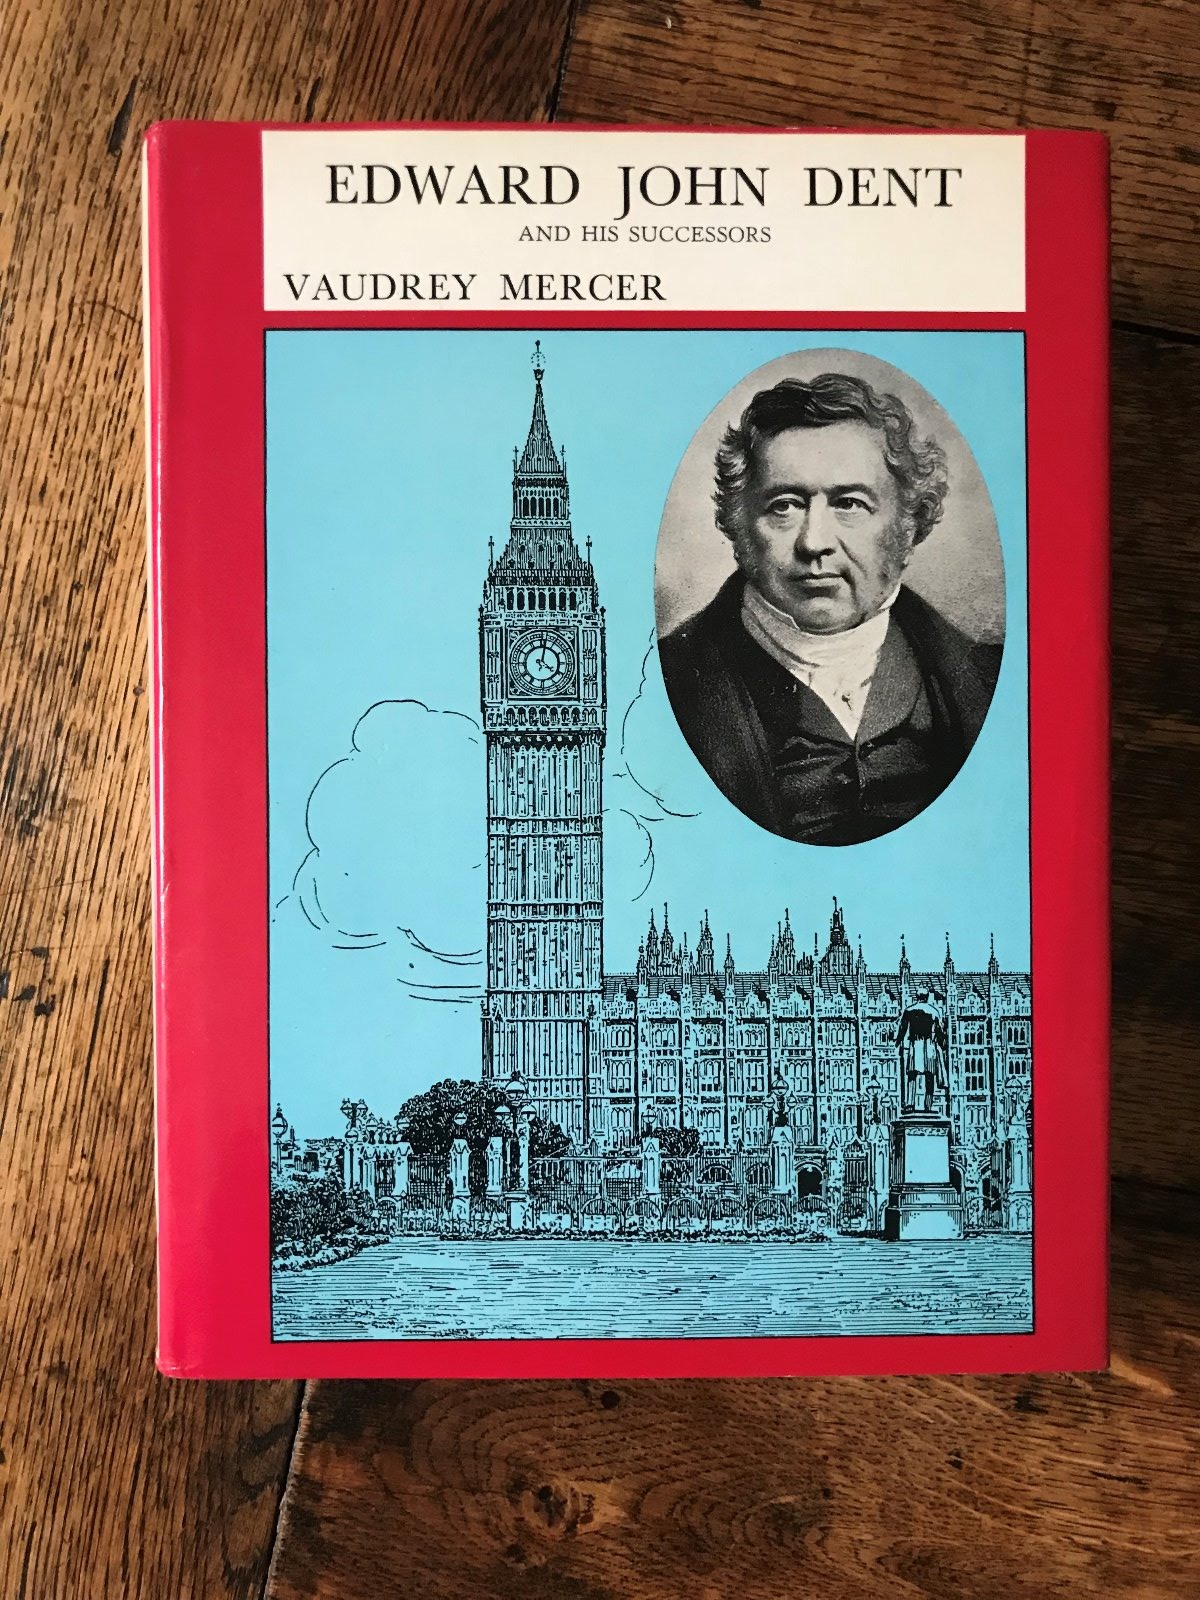 EDWARD JOHN DENT
AND HIS SUCCESSORS
VAUDREY MERCER